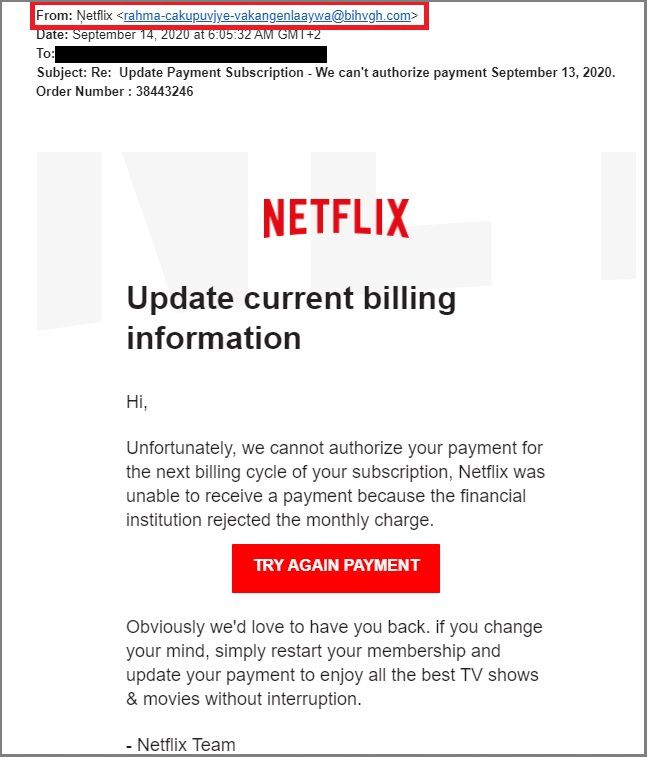 From: Ņetflix <rahma-cakupuvjye-vakangenlaaywa@bihvgh.com>
Date: September 14, 2020 at 6:05:32 AM GMT+2
To:
Subject: Re: Update Payment Subscription - We can't authorize payment September 13, 2020.
Order Number : 38443246
NETFLIX
Update current billing
information
Hi,
Unfortunately, we cannot authorize your payment for
the next billing cycle of your subscription, Netflix was
unable to receive a payment because the financial
institution rejected the monthly charge.
TRY AGAIN PAYMENT
Obviously we'd love to have you back. if you change
your mind, simply restart your membership and
update your payment to enjoy all the best TV shows
& movies without interruption.
- Netflix Team